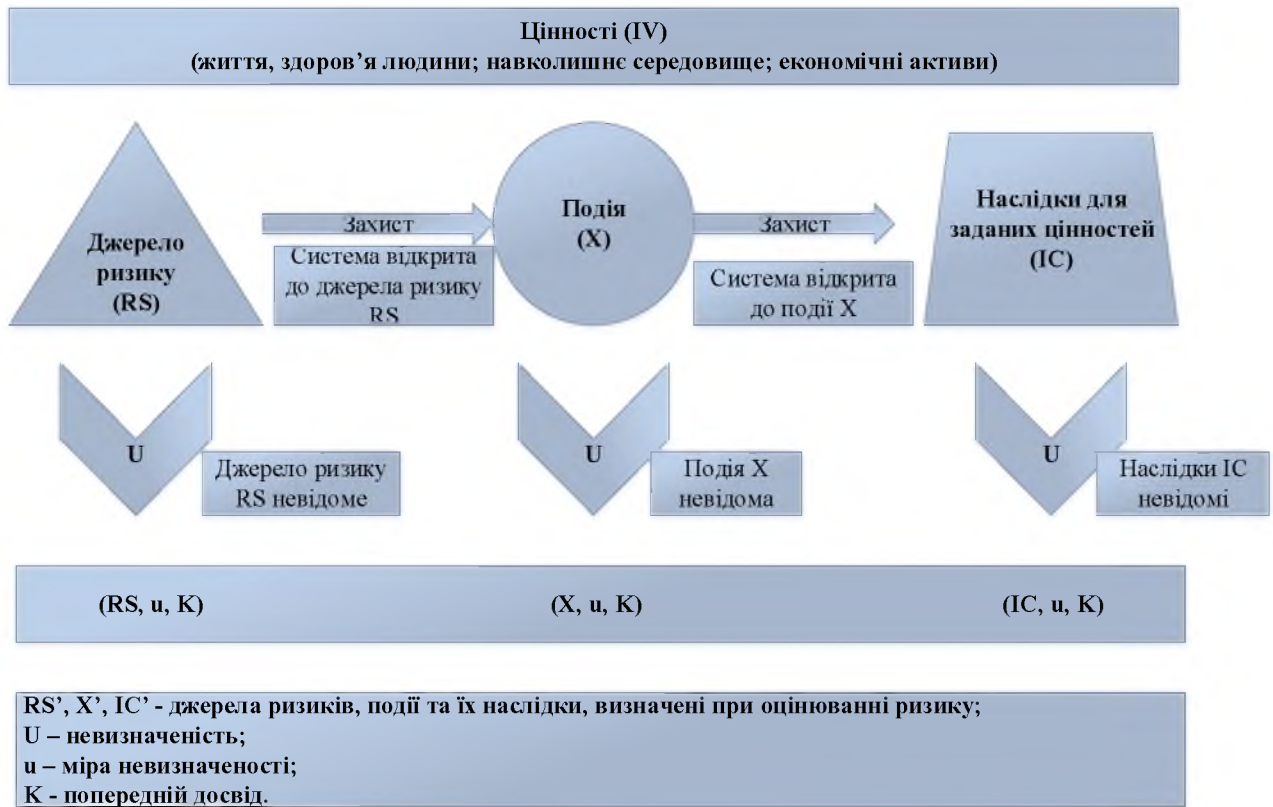 Цінності (IV)
(життя, здоров’я людини; навколишнє середовище; економічні активи)
Джерело
ризику
(RS)
Захист
Система відкрита
до джерела ризику
RS
Подія
(X)
Захист
Система відкрита
до події X
Наслідки для
заданих цінностей
(IC)
U
Джерело ризику
RS невідоме
U
Подія X
невідома
U
Наслідки IC
невідомі
(RS, u, K)
(X, u, K)
(IC, u, K)
RS’, X’, IC’ - джерела ризиків, події та їх наслідки, визначені при оцінюванні ризику;
U – невизначеність;
u – міра невизначеності;
K - попередній досвід.